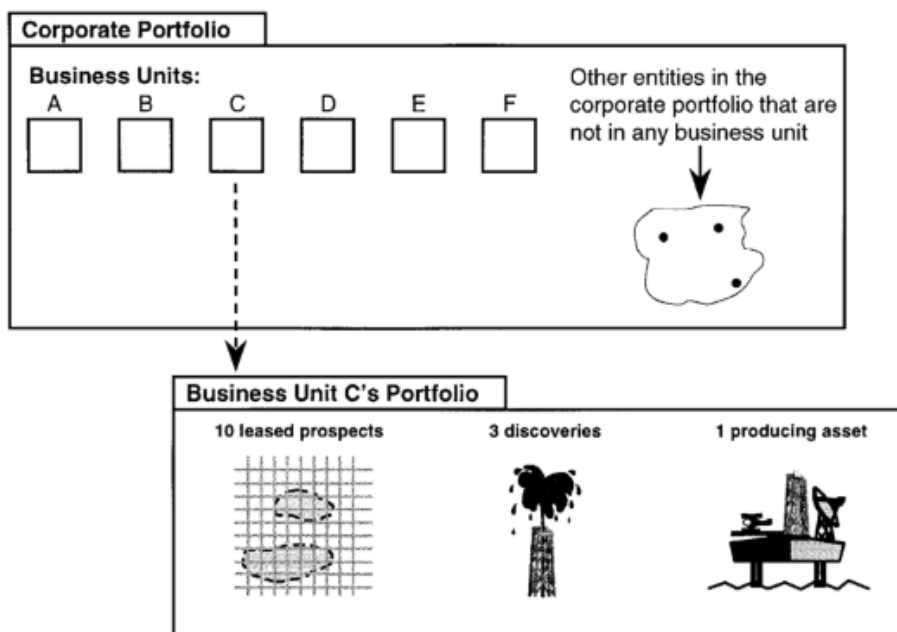 Corporate Portfolio
Business Units:
A B C D E F
Other entities in the
corporate portfolio that are
not in any business unit
Business Unit C's Portfolio
10 leased prospects
3 discoveries
1 producing asset